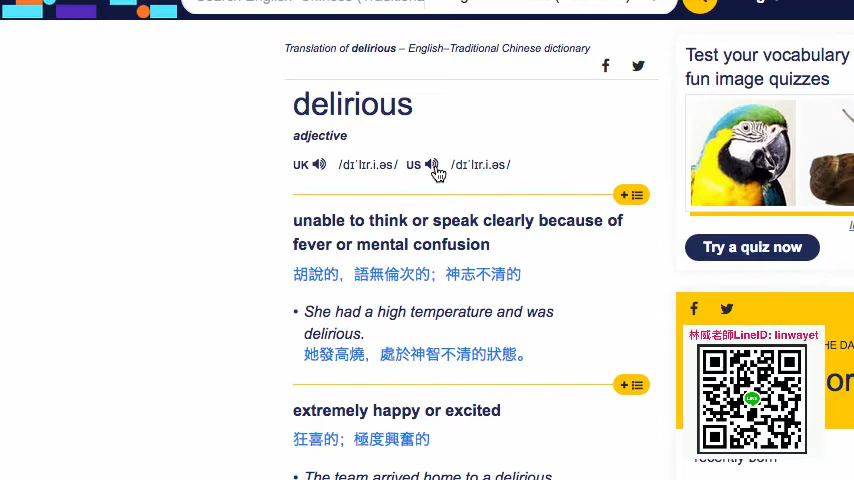 Translation of delirious – English–Traditional Chinese dictionary
Test your vocabulary
fun image quizzes
delirious
adjective
UK /dɪˈlɪr.i.əs/ US /dɪˈlɪr.i.əs/
Try a quiz now
unable to think or speak clearly because of
fever or mental confusion
胡說的，語無倫次的；神志不清的
• She had a high temperature and was
delirious.
她發高燒，處於神智不清的狀態。
林威老師LineID: linwayet
HE DA
or
extremely happy or excited
狂喜的；極度興奮的
recently born
• The team arrived home to a delirious